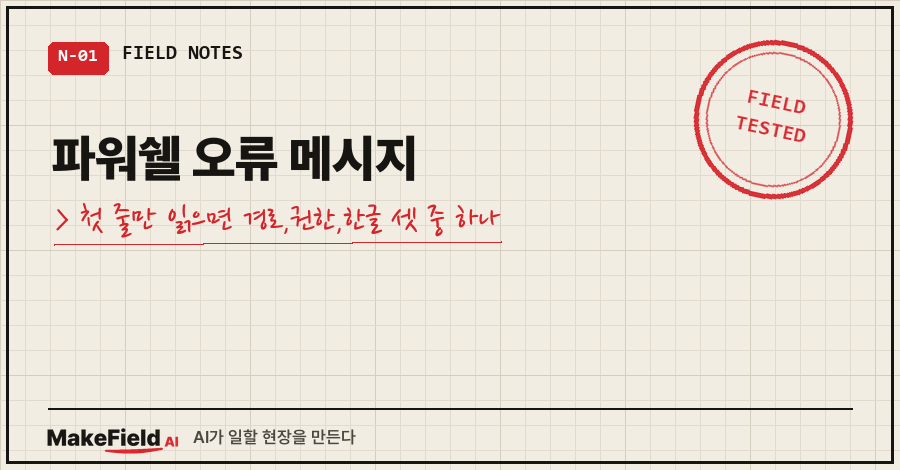 N-01 FIELD NOTES
FIELD
TESTED
파워쉘 오류 메시지
> 첫 줄만 읽으면 경로,권한,한글 셋 중 하나
MakeField AI AI가 일할 현장을 만든다